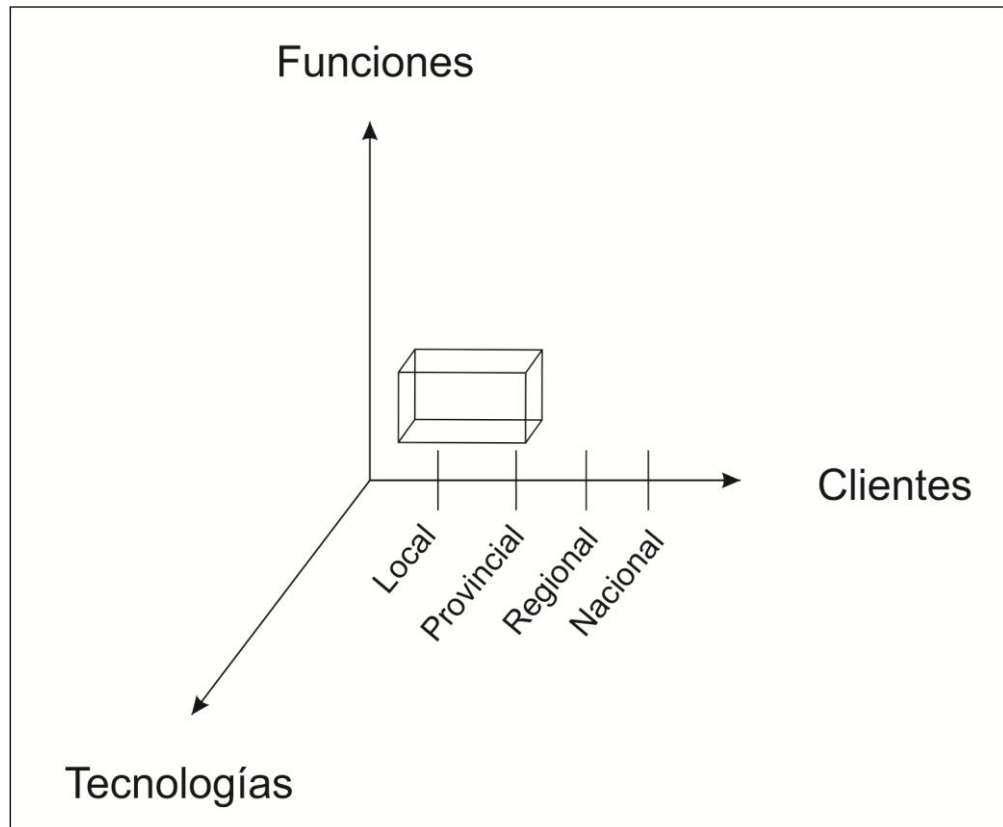 Funciones
Clientes
Local
Provincial
Regional
Nacional
Tecnologías